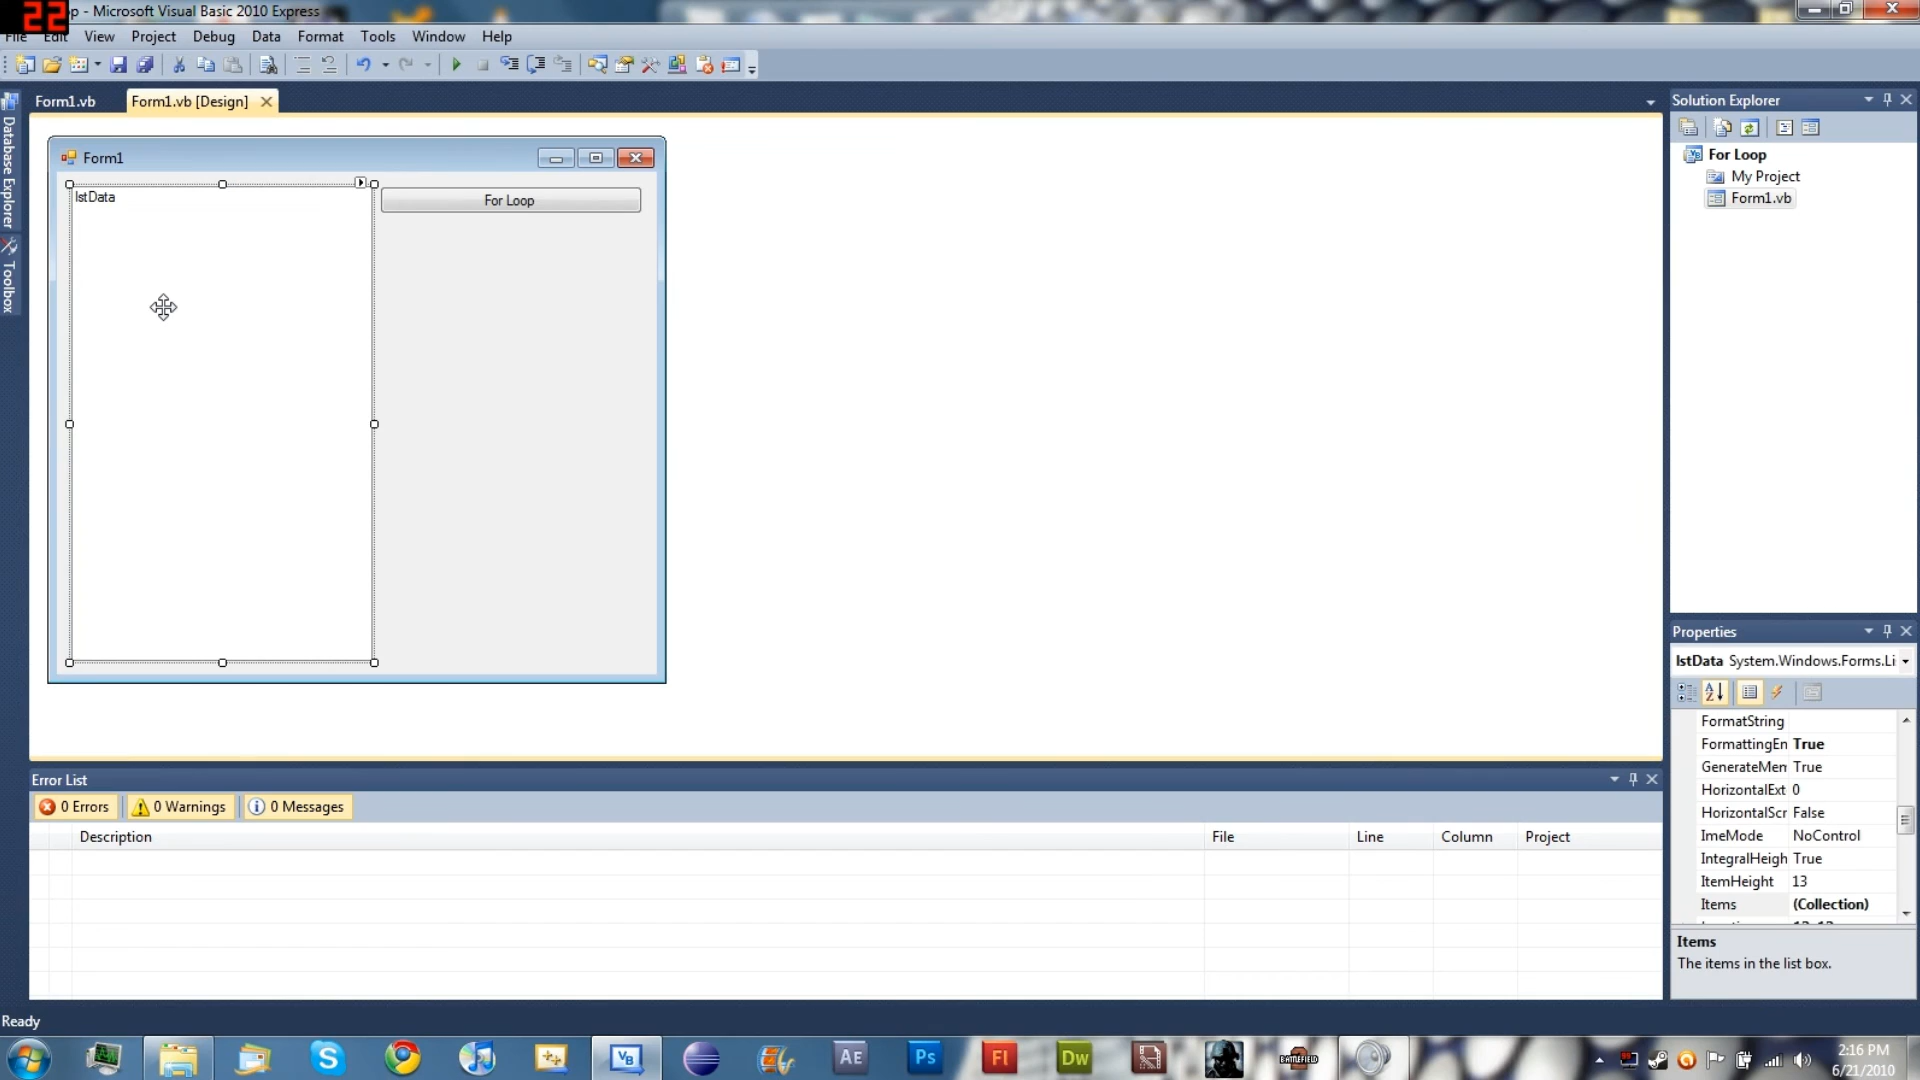 22
p - Microsoft Visual Basic 2010 Express
File Edit View Project Debug Data Format Tools Window Help
Form1.vb Form1.vb [Design]
Database Explorer
Toolbox
Form1
lstData
For Loop
Solution Explorer
For Loop
My Project
Form1.vb
Properties
lstData System.Windows.Forms.Li
FormatString
FormattingEn True
GenerateMen True
HorizontalExt 0
HorizontalScr False
ImeMode NoControl
IntegralHeigh True
ItemHeight 13
Items (Collection)
Items
The items in the list box.
Error List
0 Errors 0 Warnings 0 Messages
Description File Line Column Project
Ready
VB AE Ps Fl Dw BATTLEFIELD
2:16 PM
6/21/2010